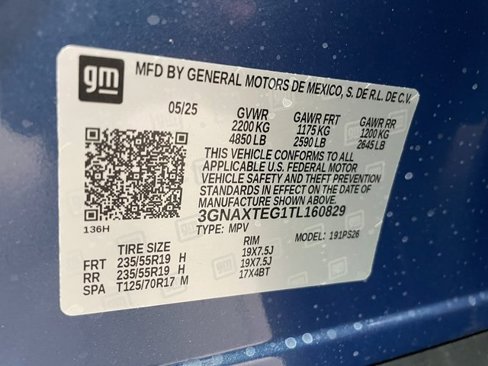 gm
MFD BY GENERAL MOTORS DE MEXICO, S. DE R.L. DE C.V.
05/25 GVWR GAWR FRT GAWR RR
2200 KG 1175 KG 1200 KG
4850 LB 2590 LB 2645 LB
THIS VEHICLE CONFORMS TO ALL
APPLICABLE U.S. FEDERAL MOTOR
VEHICLE SAFETY AND THEFT PREVENTION
STANDARDS IN EFFECT ON THE DATE OF
MANUFACTURE SHOWN ABOVE.
3GNAXTEG1TL160829
136H TYPE: MPV MODEL: 191PS26
TIRE SIZE RIM
FRT 235/55R19 H 19X7.5J
RR 235/55R19 H 19X7.5J
SPA T125/70R17 M 17X4BT